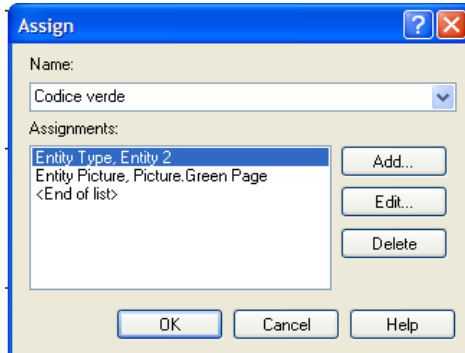 Assign
Name:
Codice verde
Assignments:
Entity Type, Entity 2
Entity Picture, Picture.Green Page
<End of list>
Add...
Edit...
Delete
OK
Cancel
Help